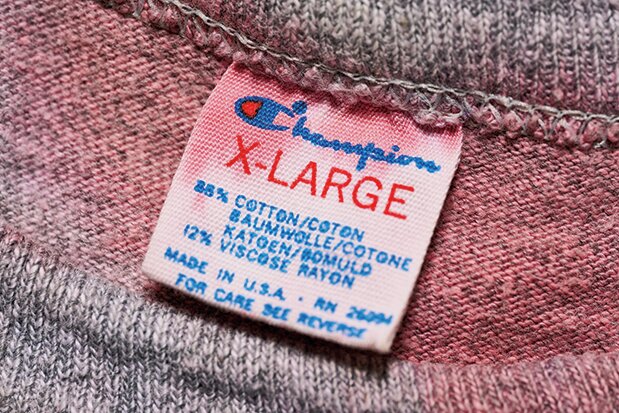 Champion
X-LARGE
88% COTTON/COTON
BAUMWOLLE/COTONE
KATOEN/BOMULD
12% VISCOSE RAYON
MADE IN U.S.A. - RN 26094
FOR CARE SEE REVERSE